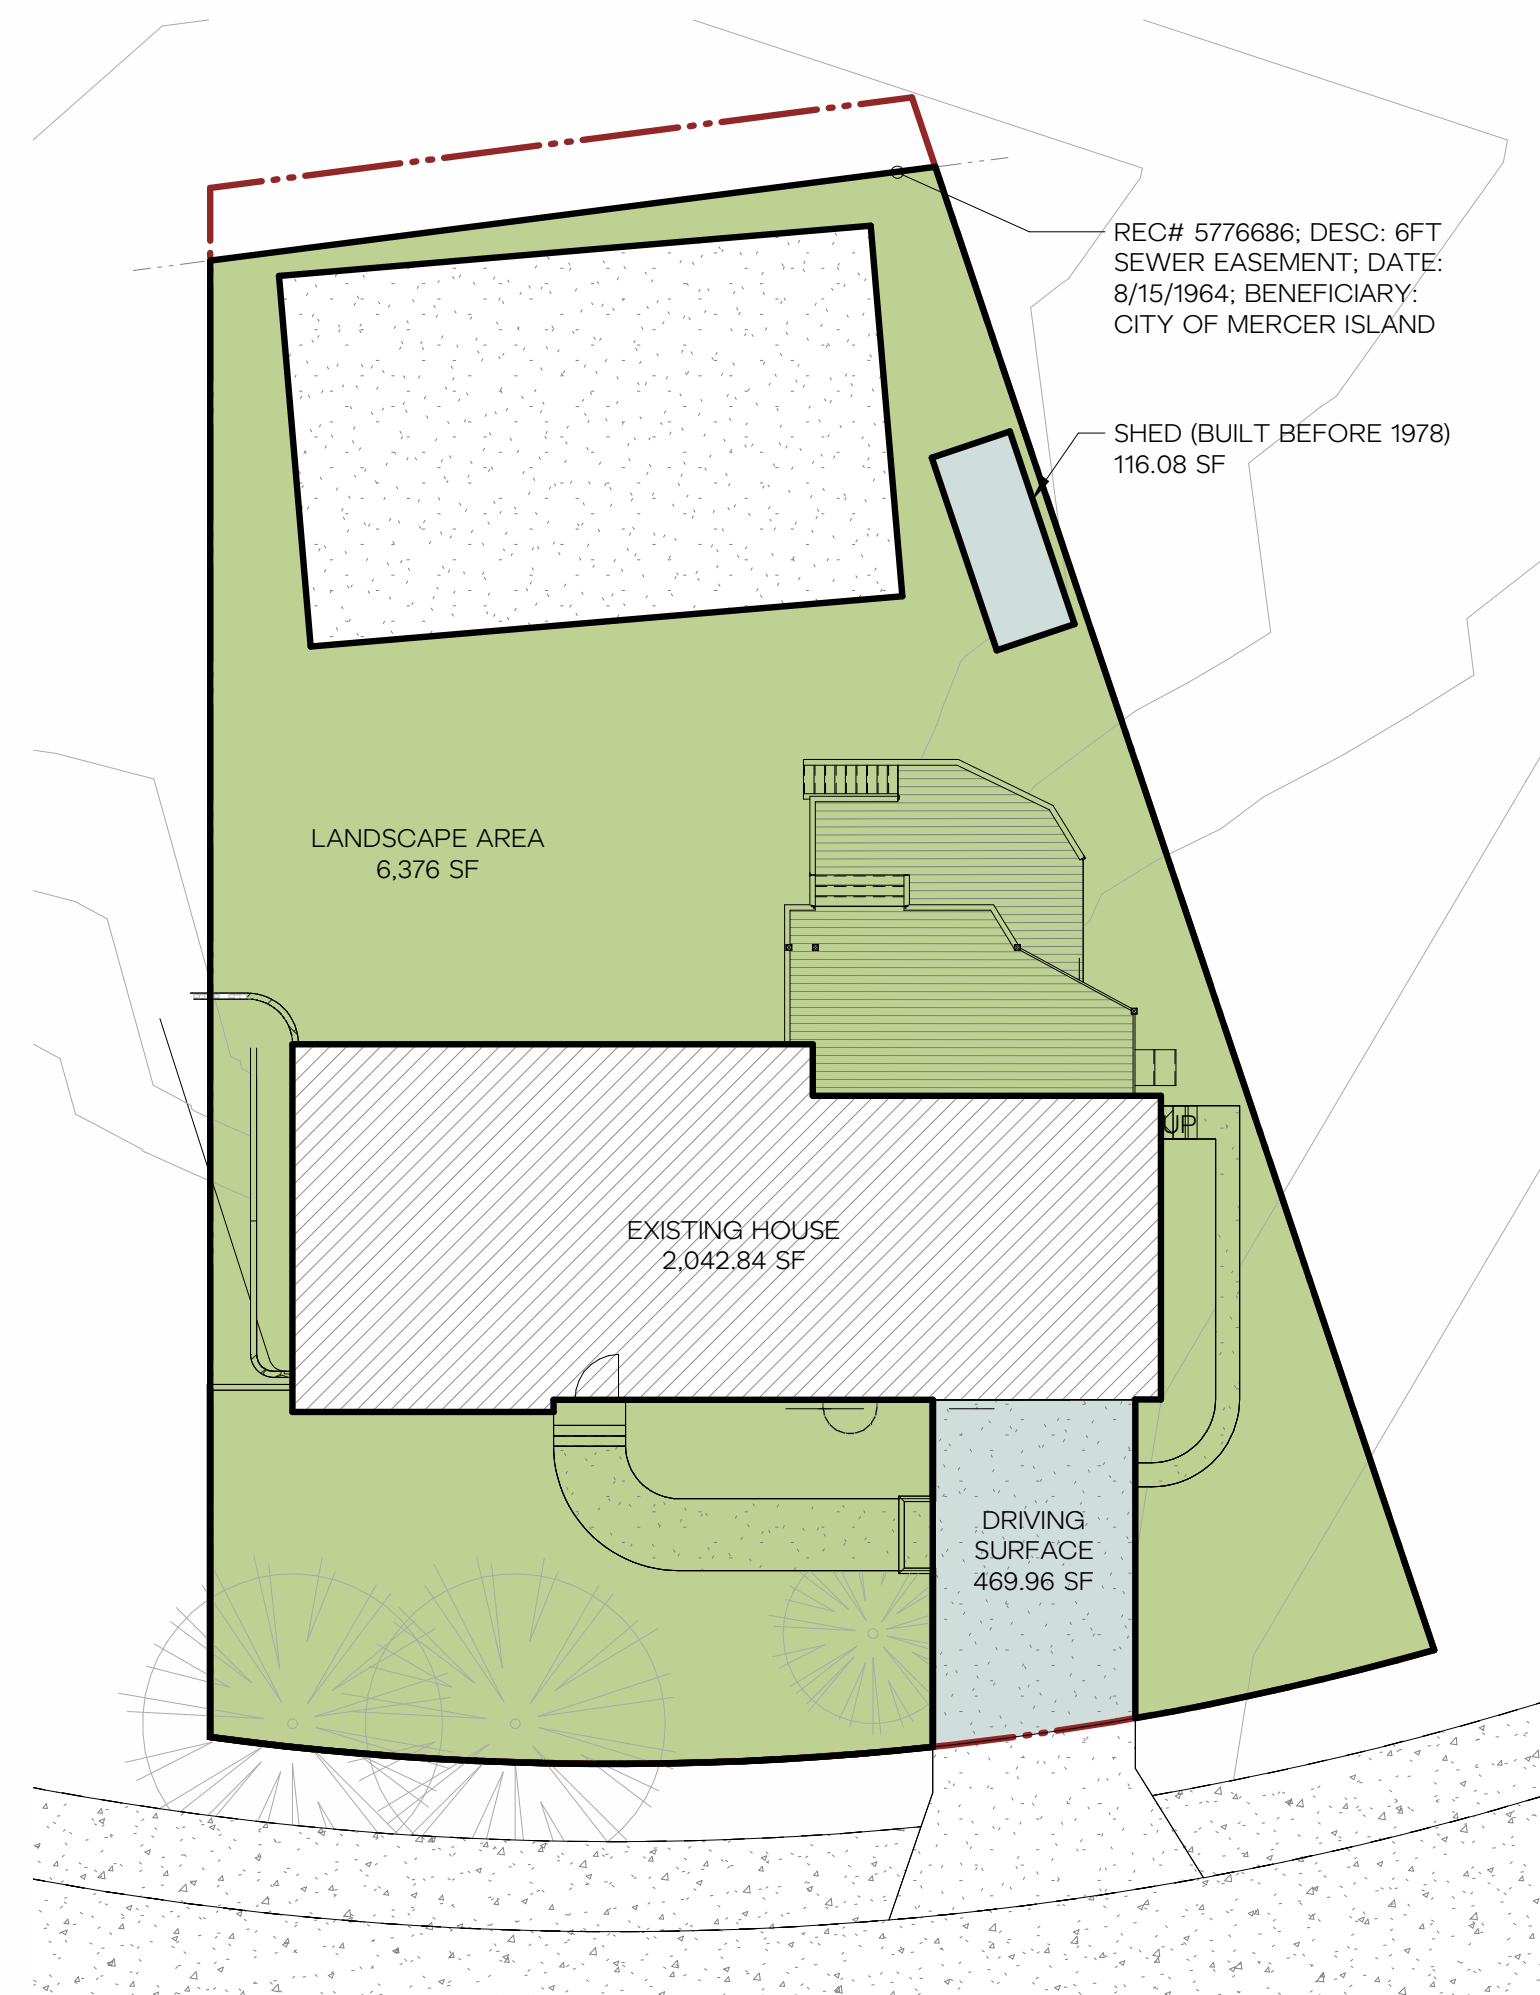 REC# 5776686; DESC: 6FT
SEWER EASEMENT; DATE:
8/15/1964; BENEFICIARY:
CITY OF MERCER ISLAND
SHED (BUILT BEFORE 1978)
116.08 SF
LANDSCAPE AREA
6,376 SF
UP
EXISTING HOUSE
2,042.84 SF
DRIVING
SURFACE
469.96 SF